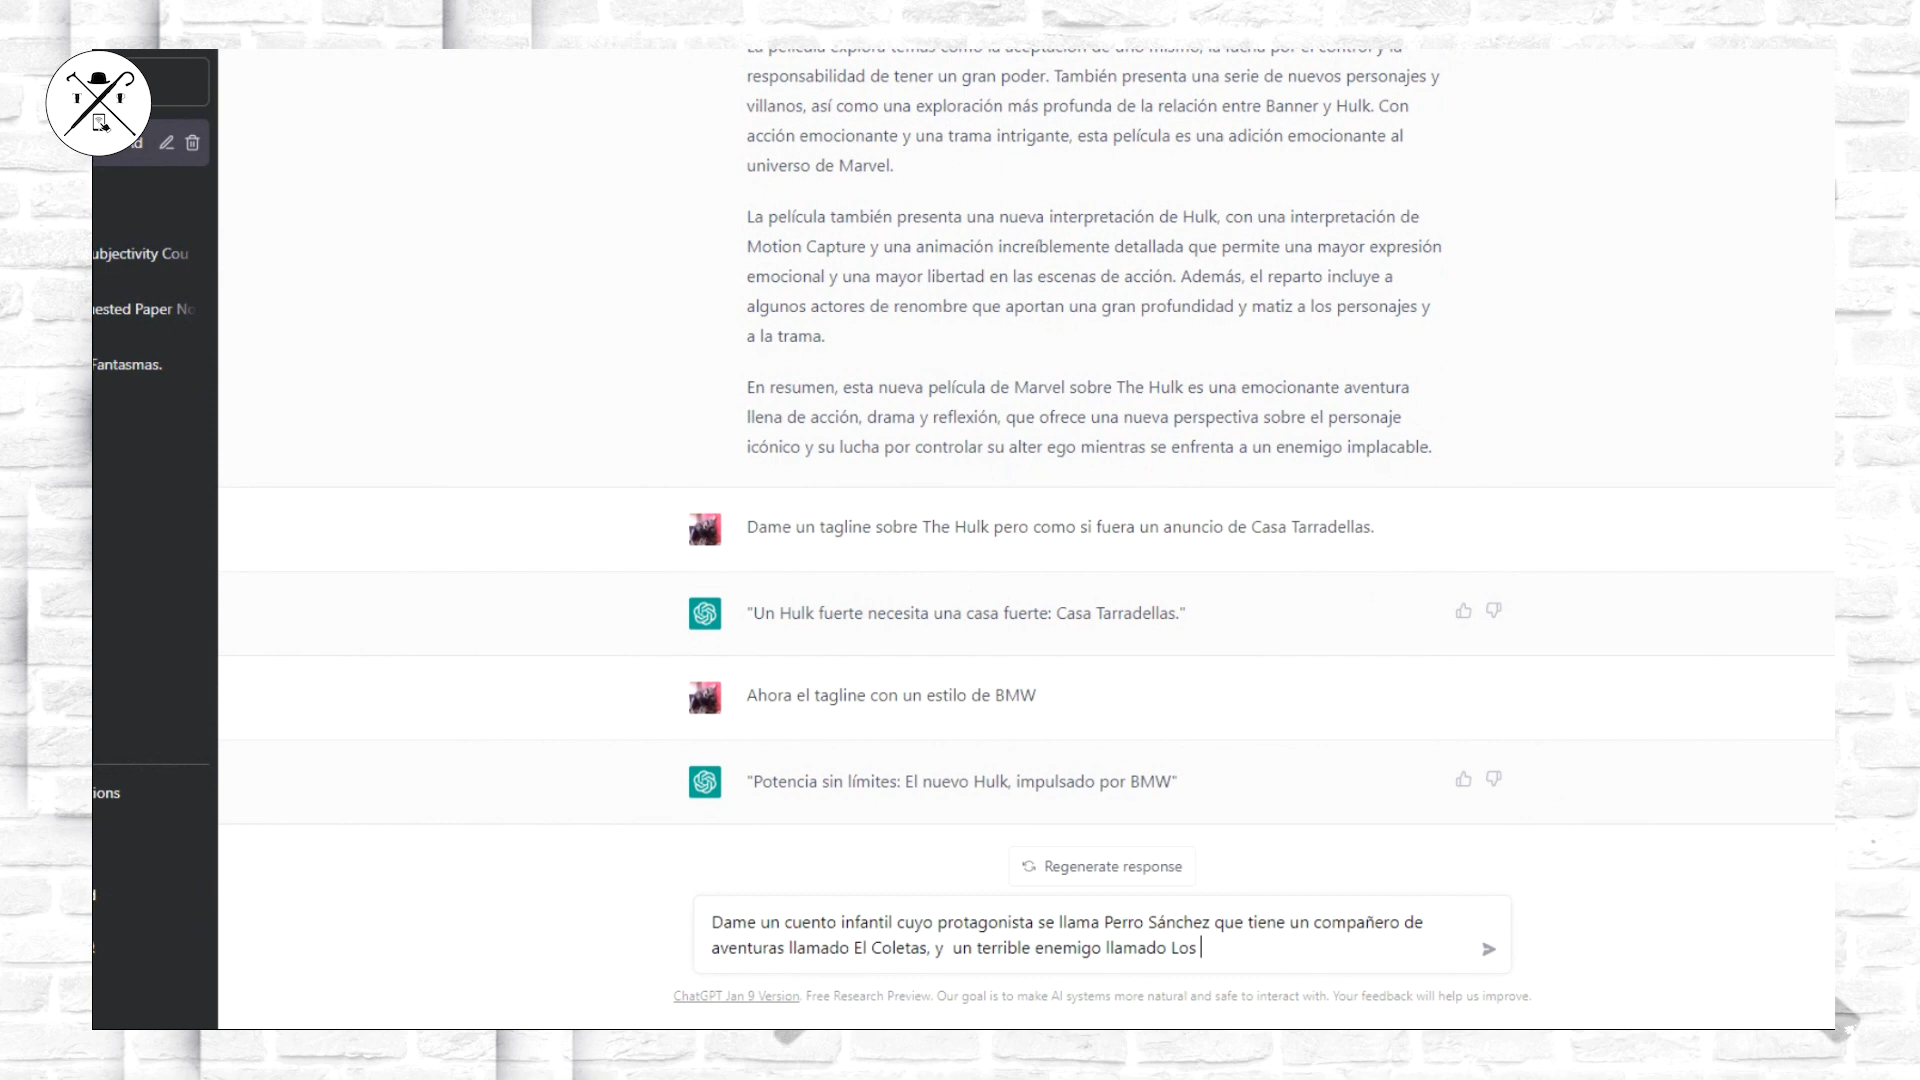 responsabilidad de tener un gran poder. También presenta una serie de nuevos personajes y
villanos, así como una exploración más profunda de la relación entre Banner y Hulk. Con
acción emocionante y una trama intrigante, esta película es una adición emocionante al
universo de Marvel.
ubjectivity Cou
La película también presenta una nueva interpretación de Hulk, con una interpretación de
Motion Capture y una animación increíblemente detallada que permite una mayor expresión
emocional y una mayor libertad en las escenas de acción. Además, el reparto incluye a
algunos actores de renombre que aportan una gran profundidad y matiz a los personajes y
a la trama.
uested Paper No
Fantasmas.
En resumen, esta nueva película de Marvel sobre The Hulk es una emocionante aventura
llena de acción, drama y reflexión, que ofrece una nueva perspectiva sobre el personaje
icónico y su lucha por controlar su alter ego mientras se enfrenta a un enemigo implacable.
Dame un tagline sobre The Hulk pero como si fuera un anuncio de Casa Tarradellas.
"Un Hulk fuerte necesita una casa fuerte: Casa Tarradellas."
Ahora el tagline con un estilo de BMW
"Potencia sin límites: El nuevo Hulk, impulsado por BMW"
ions
Regenerate response
Dame un cuento infantil cuyo protagonista se llama Perro Sánchez que tiene un compañero de
aventuras llamado El Coletas, y  un terrible enemigo llamado Los
ChatGPT Jan 9 Version. Free Research Preview. Our goal is to make AI systems more natural and safe to interact with. Your feedback will help us improve.